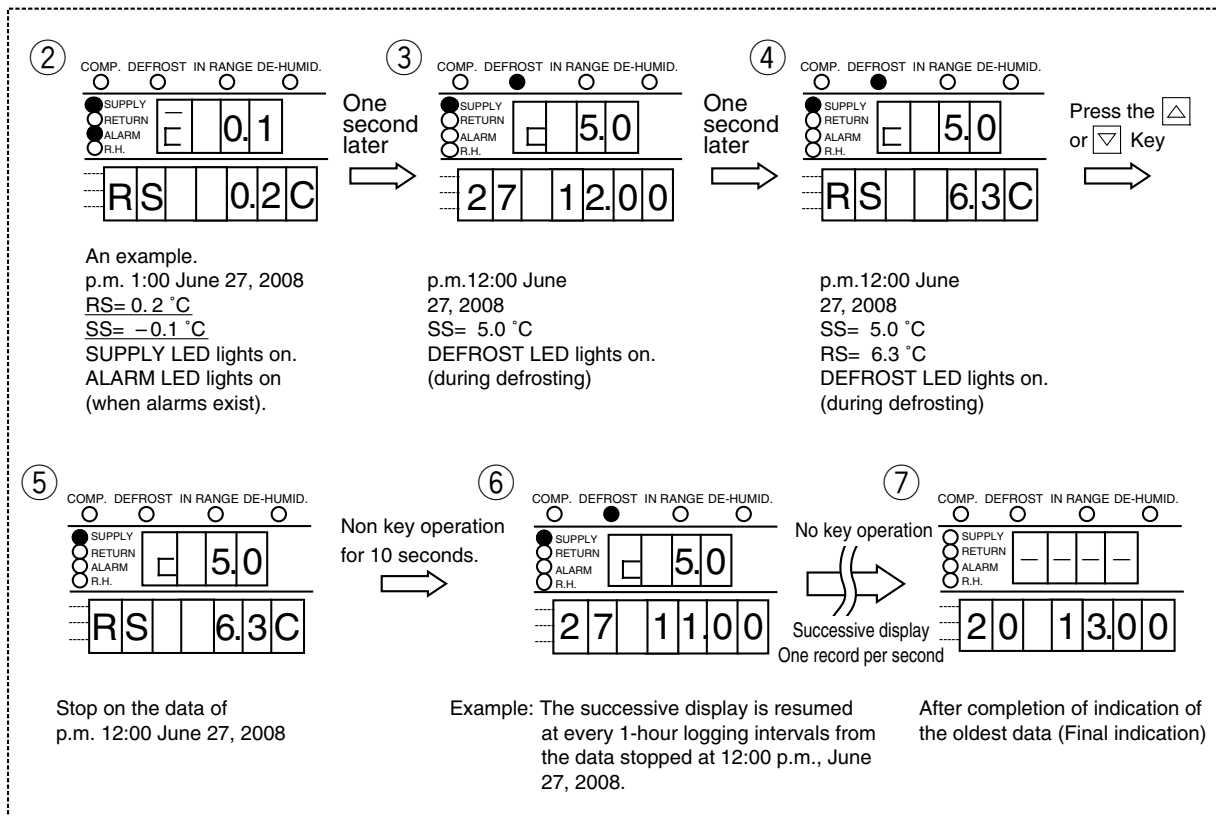 ②
COMP. DEFROST IN RANGE DE-HUMID.
SUPPLY
RETURN
ALARM
R.H.
0.1
RS 0.2C
An example.
p.m. 1:00 June 27, 2008
RS= 0. 2 ˚C
SS= –0.1 ˚C
SUPPLY LED lights on.
ALARM LED lights on
(when alarms exist).
One
second
later
③
COMP. DEFROST IN RANGE DE-HUMID.
SUPPLY
RETURN
ALARM
R.H.
5.0
27 12.00
p.m.12:00 June
27, 2008
SS= 5.0 ˚C
DEFROST LED lights on.
(during defrosting)
One
second
later
④
COMP. DEFROST IN RANGE DE-HUMID.
SUPPLY
RETURN
ALARM
R.H.
5.0
RS 6.3C
p.m.12:00 June
27, 2008
SS= 5.0 ˚C
RS= 6.3 ˚C
DEFROST LED lights on.
(during defrosting)
Press the △
or ▽ Key
⑤
COMP. DEFROST IN RANGE DE-HUMID.
SUPPLY
RETURN
ALARM
R.H.
5.0
RS 6.3C
Stop on the data of
p.m. 12:00 June 27, 2008
Non key operation
for 10 seconds.
⑥
COMP. DEFROST IN RANGE DE-HUMID.
SUPPLY
RETURN
ALARM
R.H.
5.0
27 11.00
Example: The successive display is resumed
at every 1-hour logging intervals from
the data stopped at 12:00 p.m., June
27, 2008.
No key operation
Successive display
One record per second
⑦
COMP. DEFROST IN RANGE DE-HUMID.
SUPPLY
RETURN
ALARM
R.H.
– – – –
20 13.00
After completion of indication of
the oldest data (Final indication)